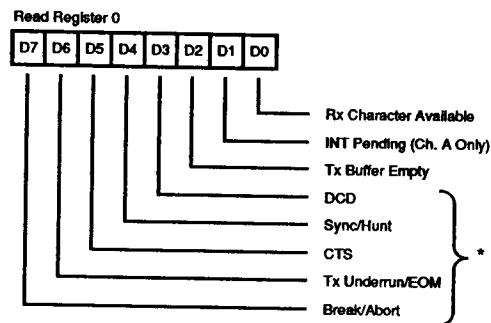 Read Register 0
D7 D6 D5 D4 D3 D2 D1 D0
Rx Character Available
INT Pending (Ch. A Only)
Tx Buffer Empty
DCD
Sync/Hunt
CTS
*
Tx Underrun/EOM
Break/Abort